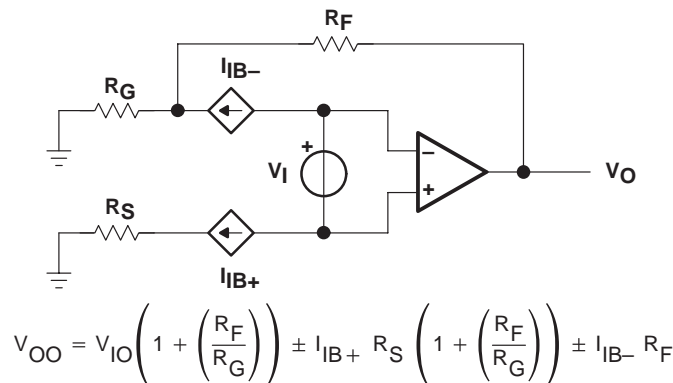 RF
IIB–
RG
+
VI
–
+
VO
RS
IIB+
VOO = VIO(1 + (RF/RG)) ± IIB+ RS (1 + (RF/RG)) ± IIB– RF